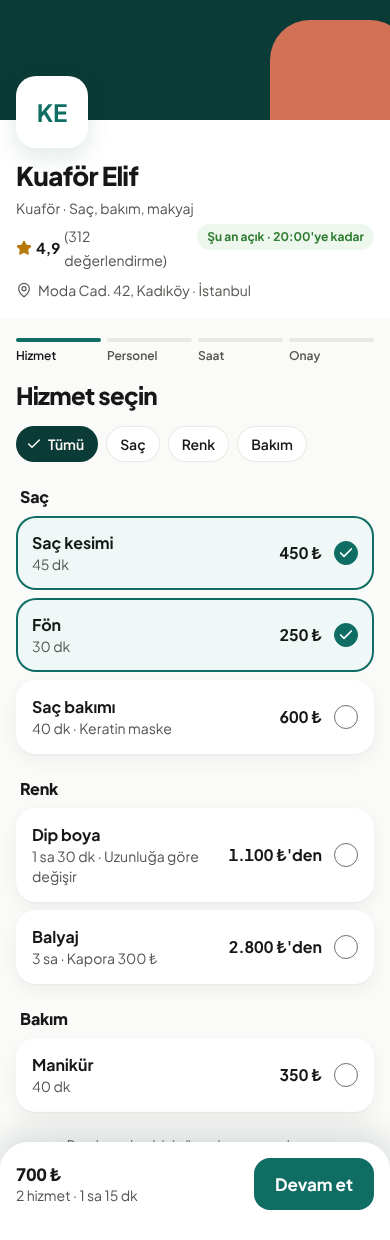 KE
Kuaför Elif
Kuaför · Saç, bakım, makyaj
4,9 (312 değerlendirme)
Şu an açık · 20:00'ye kadar
Moda Cad. 42, Kadıköy · İstanbul
Hizmet
Personel
Saat
Onay
Hizmet seçin
Tümü
Saç
Renk
Bakım
Saç
Saç kesimi
45 dk
450 ₺
Fön
30 dk
250 ₺
Saç bakımı
40 dk · Keratin maske
600 ₺
Renk
Dip boya
1 sa 30 dk · Uzunluğa göre
değişir
1.100 ₺'den
Balyaj
3 sa · Kapora 300 ₺
2.800 ₺'den
Bakım
Manikür
40 dk
350 ₺
700 ₺
2 hizmet · 1 sa 15 dk
Devam et